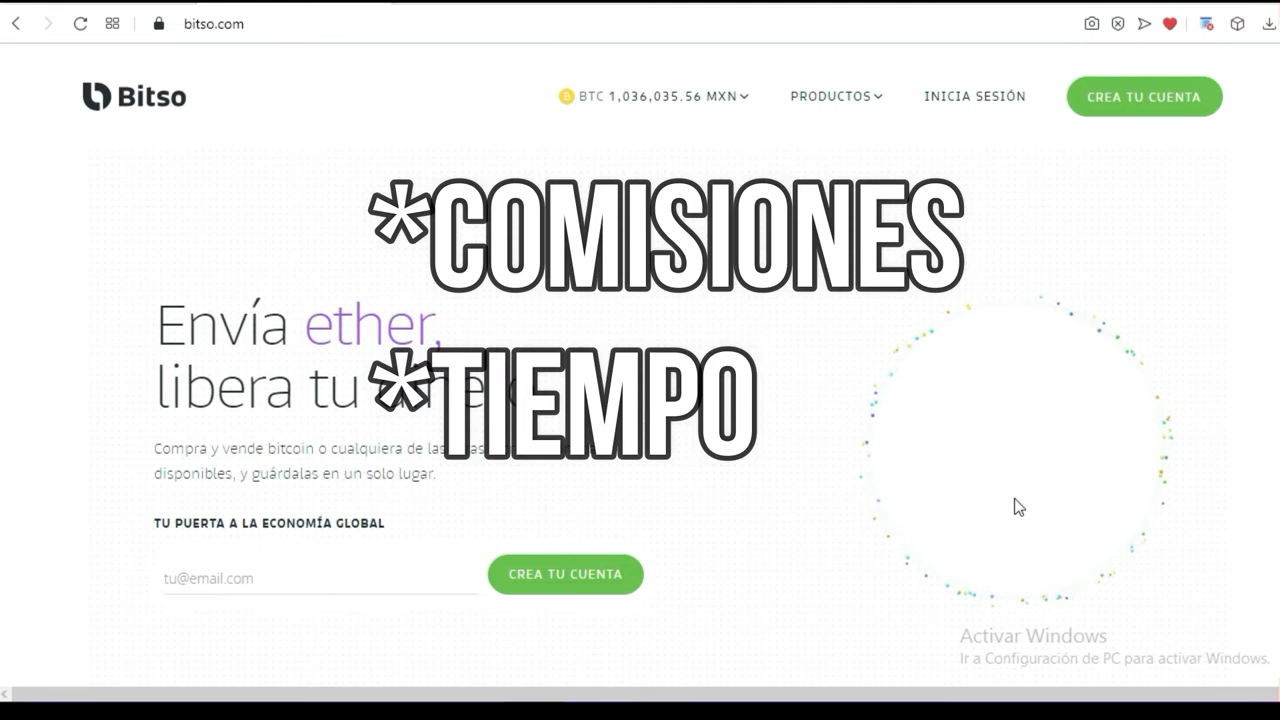 bitso.com
Bitso
BTC 1,036,035.56 MXN
PRODUCTOS
INICIA SESIÓN
CREA TU CUENTA
*COMISIONES
Envía ether,
libera tu
*TIEMPO
Compra y vende bitcoin o cualquiera de las
disponibles, y guárdalas en un solo lugar.
TU PUERTA A LA ECONOMÍA GLOBAL
tu@email.com
CREA TU CUENTA
Activar Windows
Ir a Configuración de PC para activar Windows.